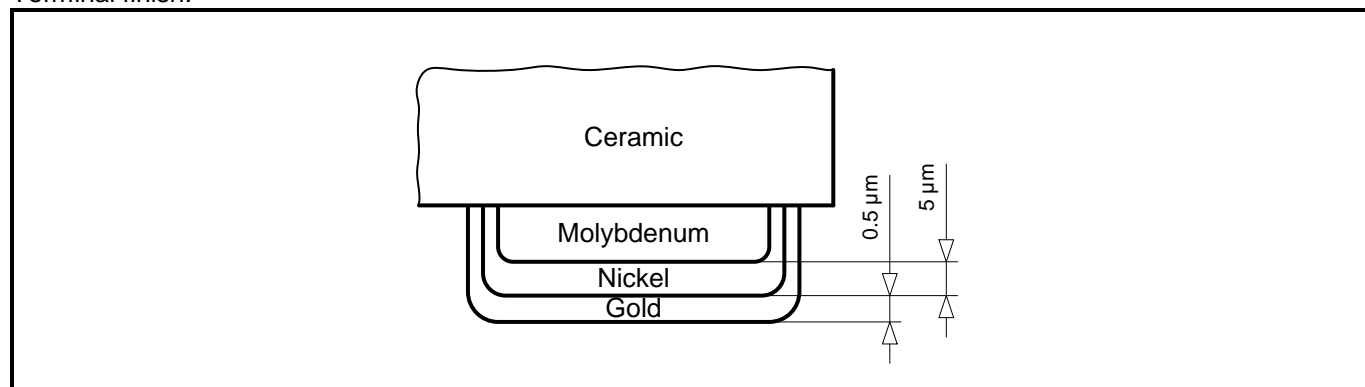 Terminal finish:
Ceramic
Molybdenum
Nickel
Gold
0.5 µm
5 µm